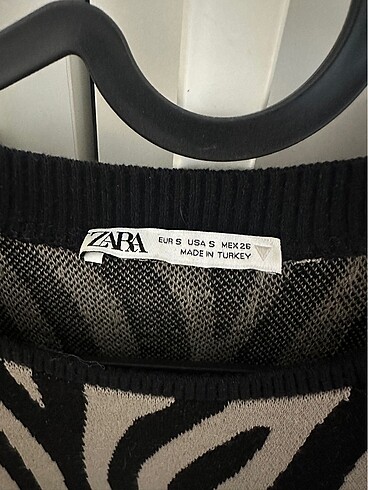 ZARA
EUR S USA S MEX 26
MADE IN TURKEY